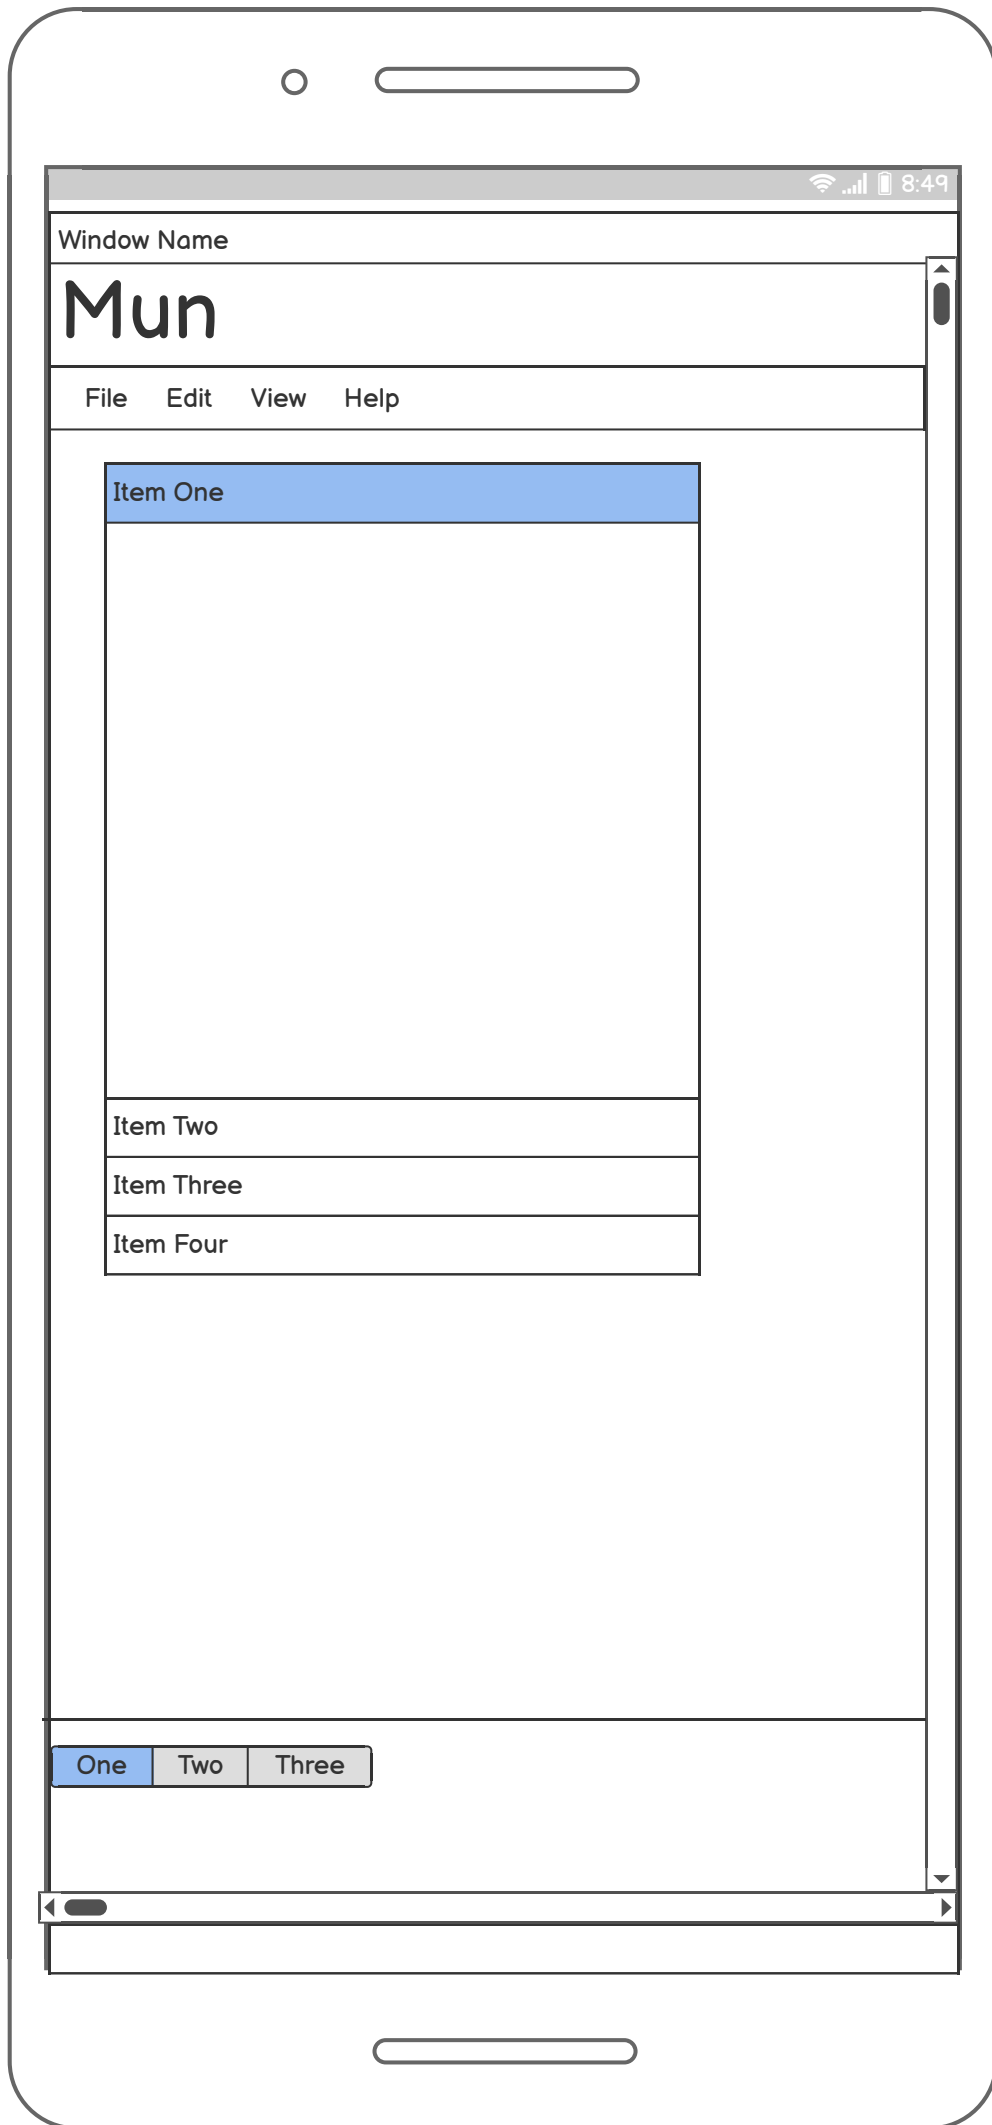 8:49
Window Name
Mun
File Edit View Help
Item One
Item Two
Item Three
Item Four
One Two Three